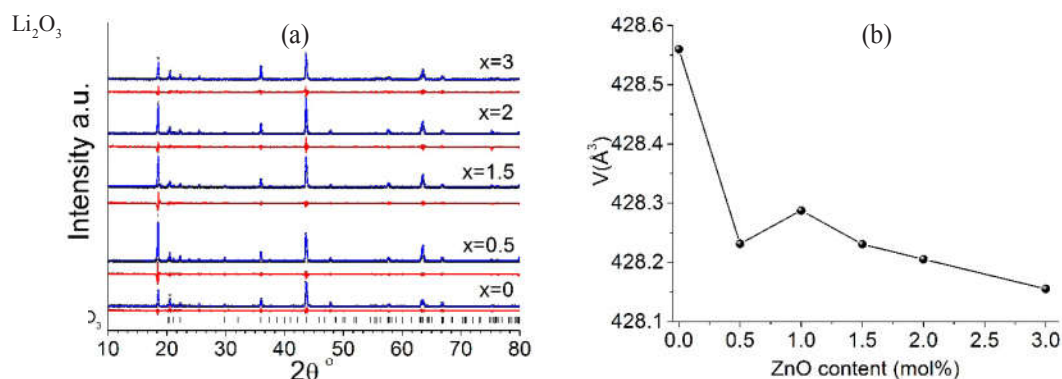 Li₂O₃
(a)
x=3
x=2
x=1.5
x=0.5
x=0
O₃
Intensity a.u.
10 20 30 40 50 60 70 80
2θ °
(b)
428.6
428.5
428.4
428.3
428.2
428.1
V(Å³)
0.0 0.5 1.0 1.5 2.0 2.5 3.0
ZnO content (mol%)